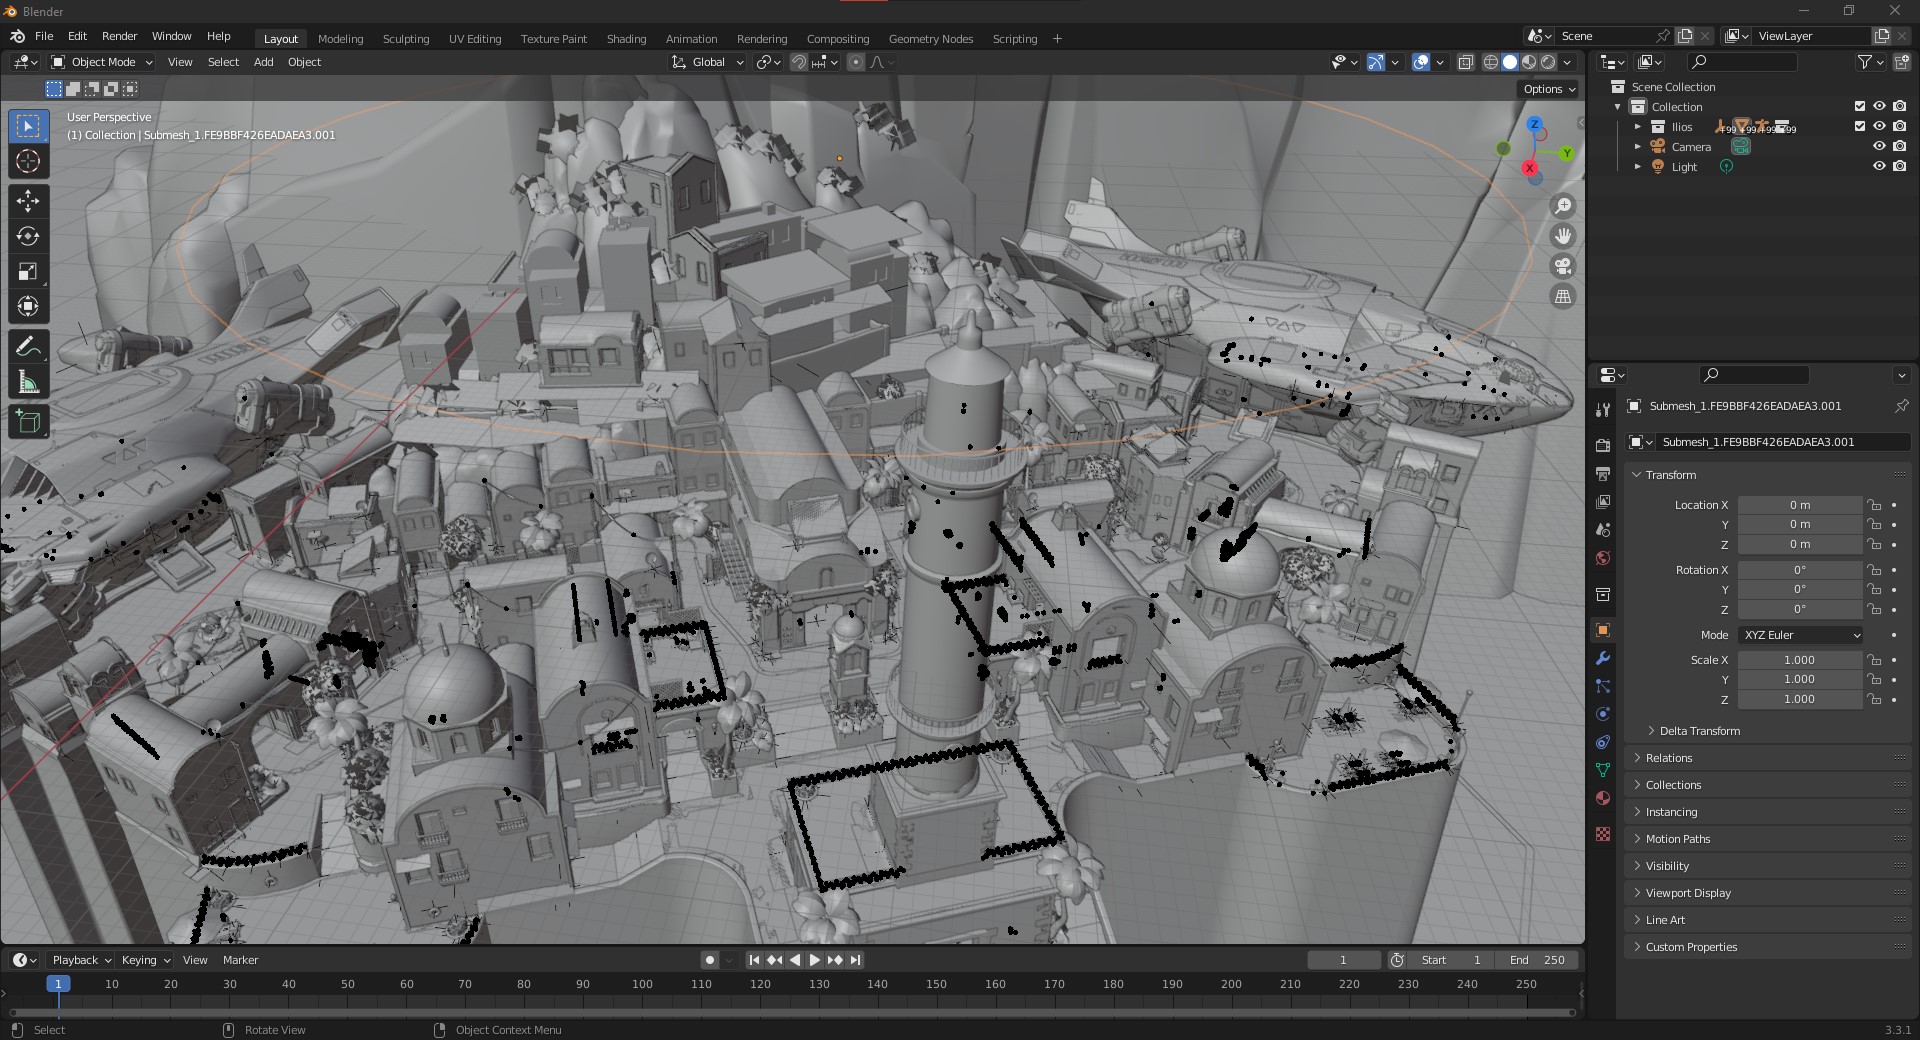 Blender
File Edit Render Window Help
Layout Modeling Sculpting UV Editing Texture Paint Shading Animation Rendering Compositing Geometry Nodes Scripting +
Scene
ViewLayer
Object Mode View Select Add Object
Global
Options
User Perspective
(1) Collection | Submesh_1.FE9BBF426EADAEA3.001
Z
Y
X
Scene Collection
Collection
Ilios
Camera
Light
Submesh_1.FE9BBF426EADAEA3.001
Submesh_1.FE9BBF426EADAEA3.001
Transform
Location X 0 m
Y 0 m
Z 0 m
Rotation X 0°
Y 0°
Z 0°
Mode XYZ Euler
Scale X 1.000
Y 1.000
Z 1.000
Delta Transform
Relations
Collections
Instancing
Motion Paths
Visibility
Viewport Display
Line Art
Custom Properties
Playback Keying View Marker
1 Start 1 End 250
1 10 20 30 40 50 60 70 80 90 100 110 120 130 140 150 160 170 180 190 200 210 220 230 240 250
Select Rotate View Object Context Menu
3.3.1